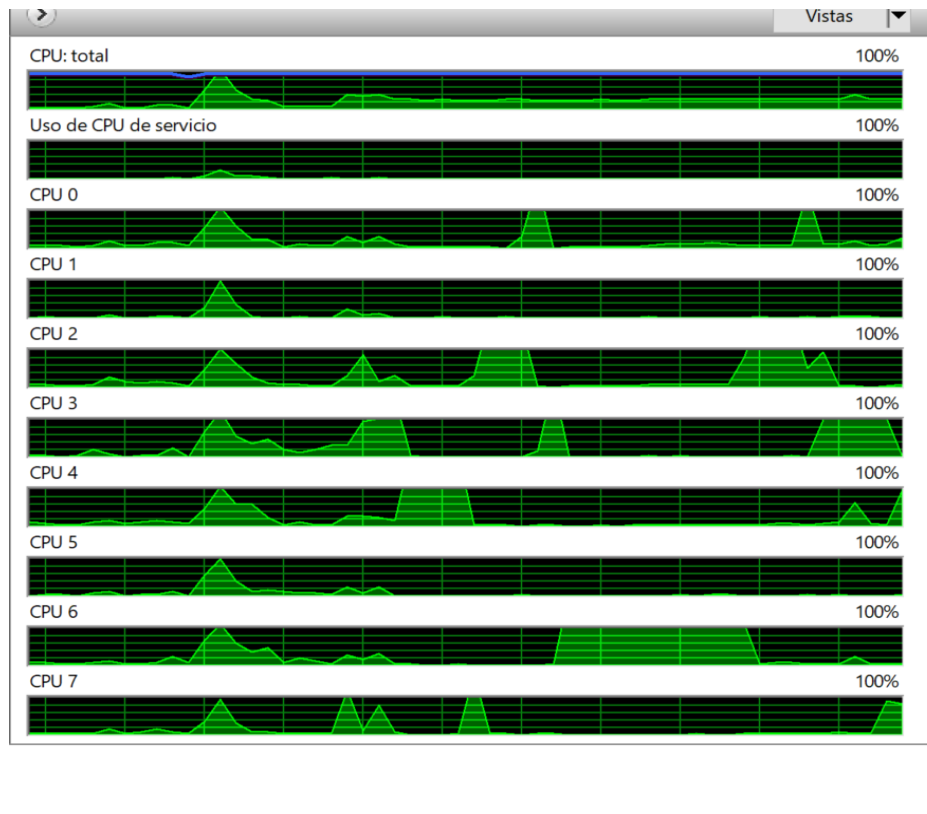 Vistas
CPU: total 100%
Uso de CPU de servicio 100%
CPU 0 100%
CPU 1 100%
CPU 2 100%
CPU 3 100%
CPU 4 100%
CPU 5 100%
CPU 6 100%
CPU 7 100%